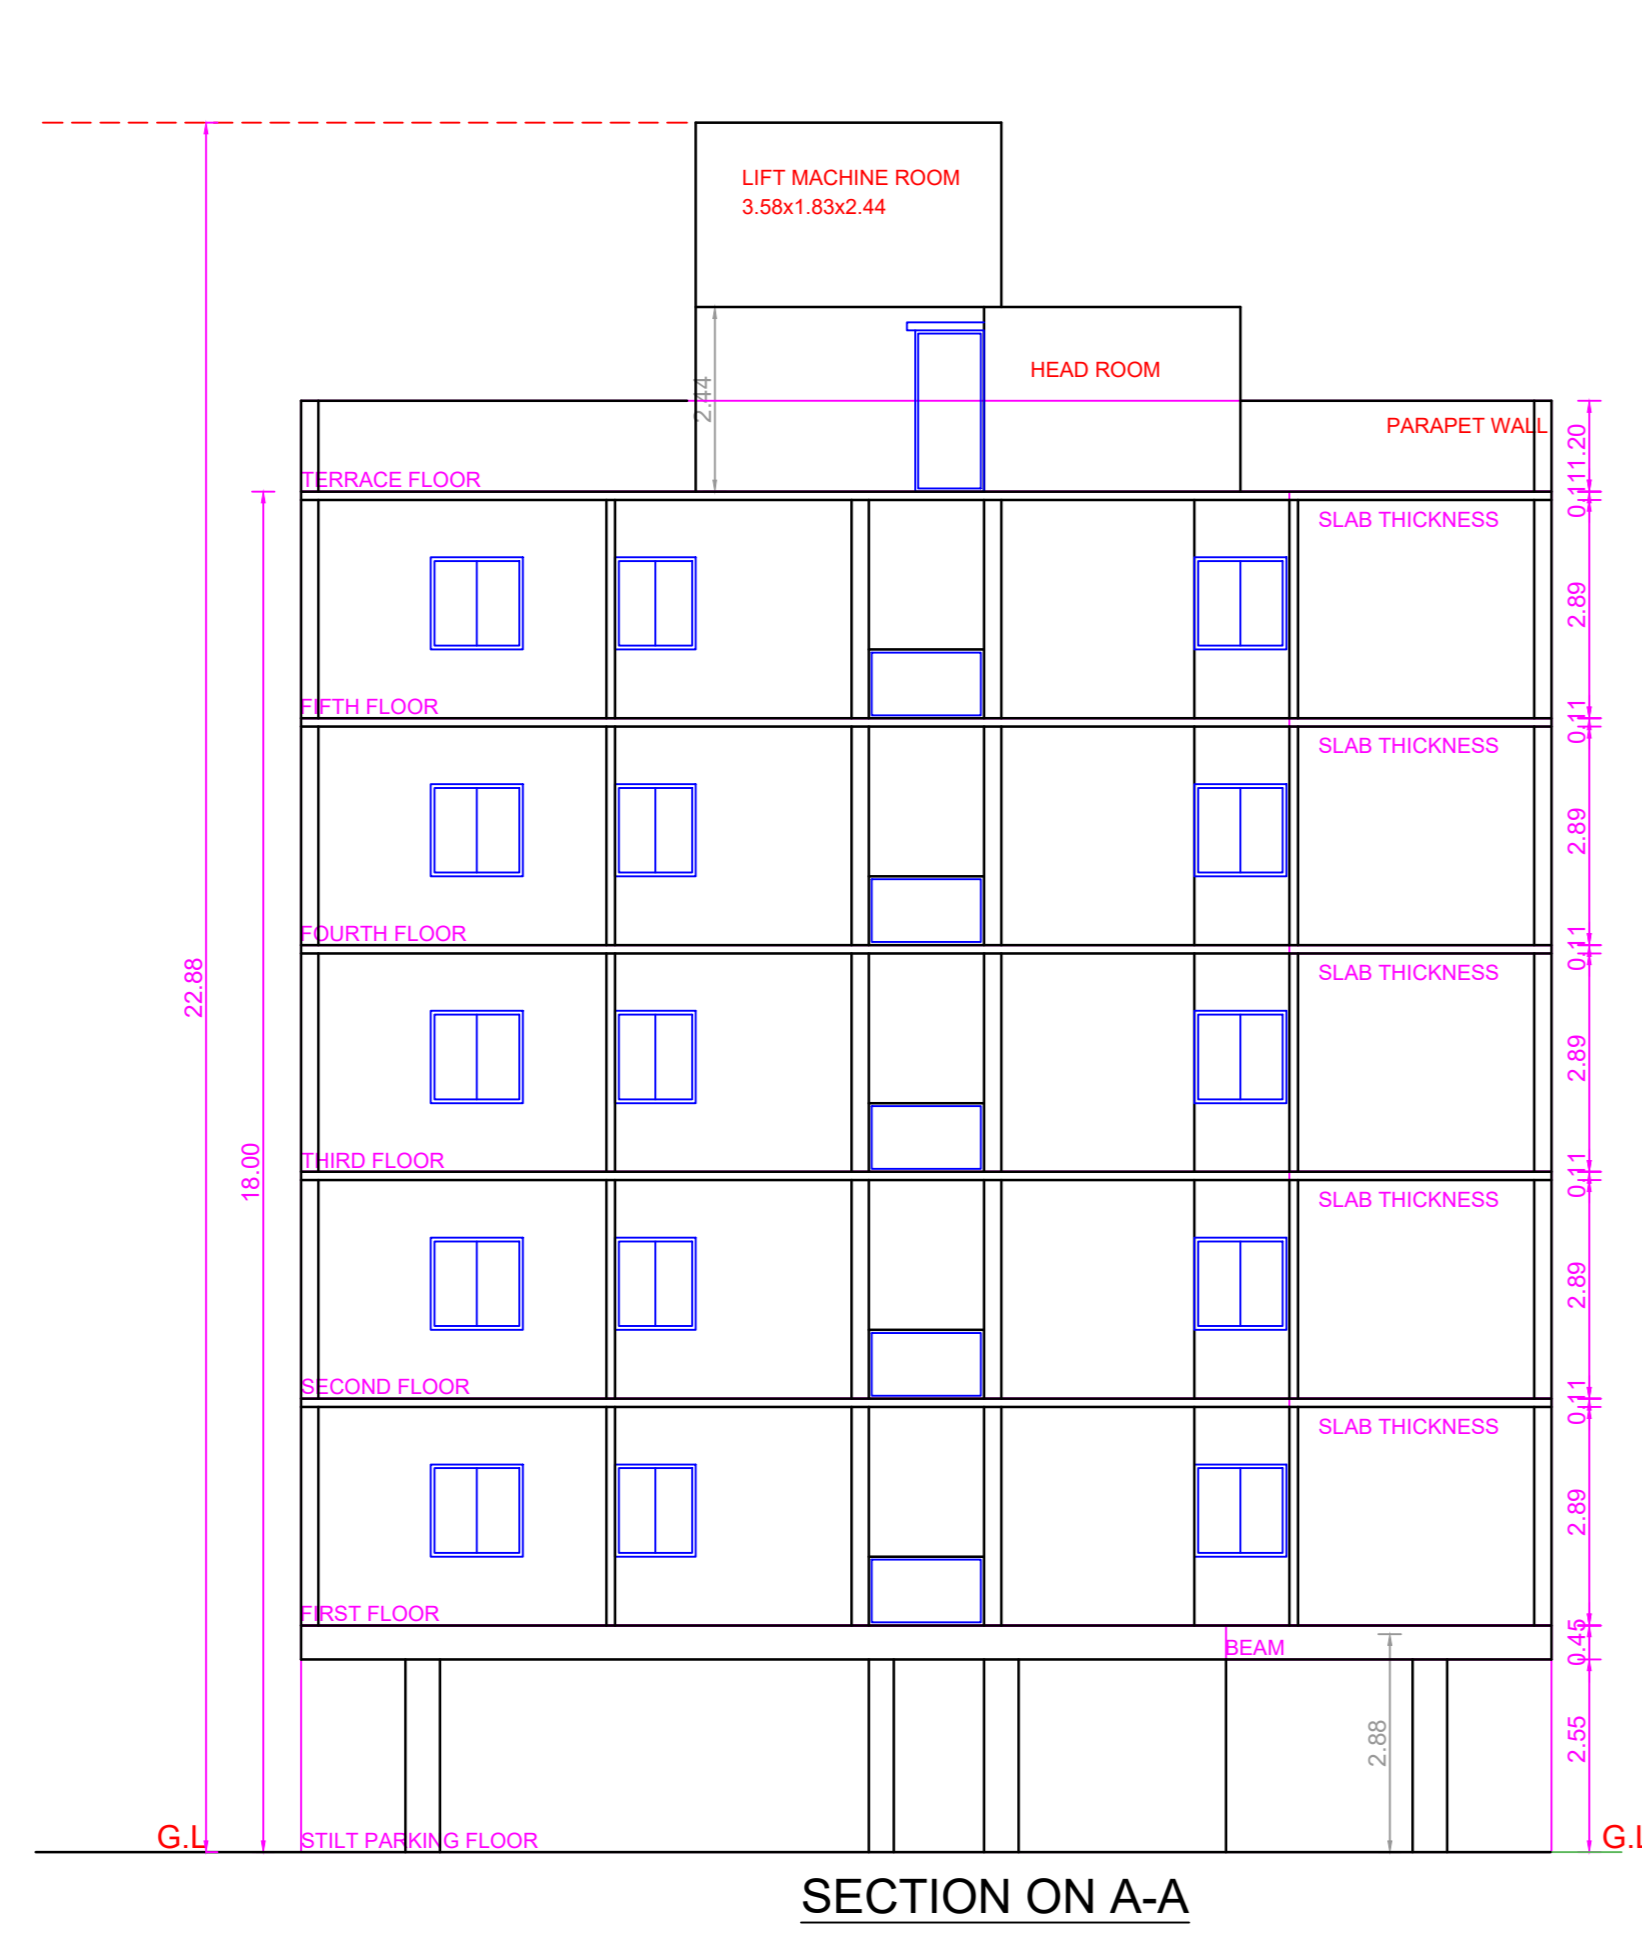 LIFT MACHINE ROOM
3.58x1.83x2.44
HEAD ROOM
2.44
PARAPET WALL
1.20
TERRACE FLOOR
0.11
SLAB THICKNESS
2.89
FIFTH FLOOR
0.11
SLAB THICKNESS
2.89
FOURTH FLOOR
0.11
SLAB THICKNESS
22.88
2.89
18.00
THIRD FLOOR
0.11
SLAB THICKNESS
2.89
SECOND FLOOR
0.11
SLAB THICKNESS
2.89
FIRST FLOOR
0.45
BEAM
2.88
2.55
G.L
STILT PARKING FLOOR
G.L
SECTION ON A-A